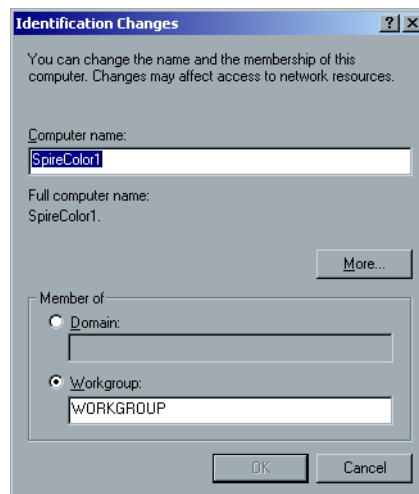 Identification Changes
You can change the name and the membership of this
computer. Changes may affect access to network resources.
Computer name:
SpireColor1
Full computer name:
SpireColor1.
More...
Member of
Domain:
Workgroup:
WORKGROUP
OK
Cancel